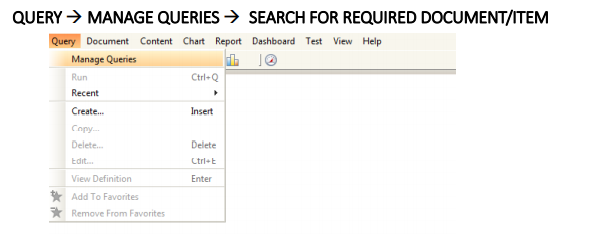 QUERY → MANAGE QUERIES → SEARCH FOR REQUIRED DOCUMENT/ITEM
Query Document Content Chart Report Dashboard Test View Help
Manage Queries
Run Ctrl+Q
Recent
Create... Insert
Copy...
Delete... Delete
Edit... Ctrl+E
View Definition Enter
Add To Favorites
Remove From Favorites